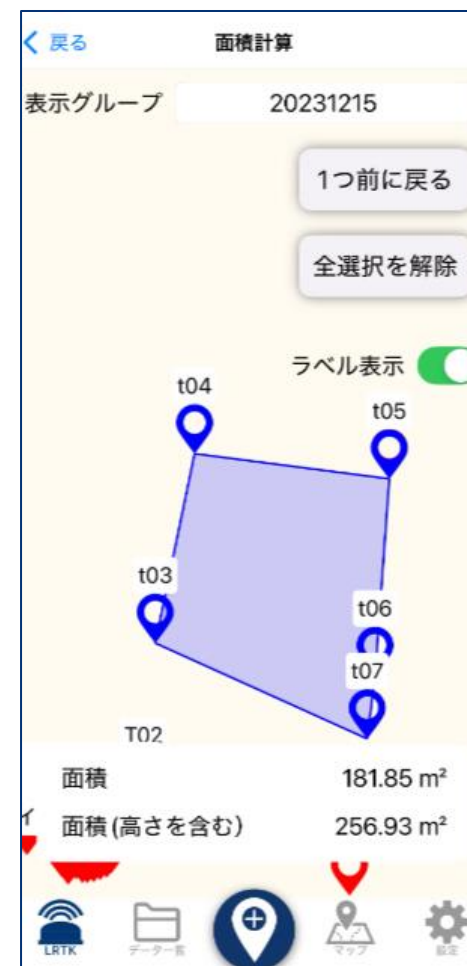 戻る
面積計算
表示グループ 20231215
1つ前に戻る
全選択を解除
ラベル表示
t04
t05
t03
t06
t07
T02
面積 181.85 m²
イ
面積(高さを含む) 256.93 m²
LRTK
データ一覧
マップ
設定